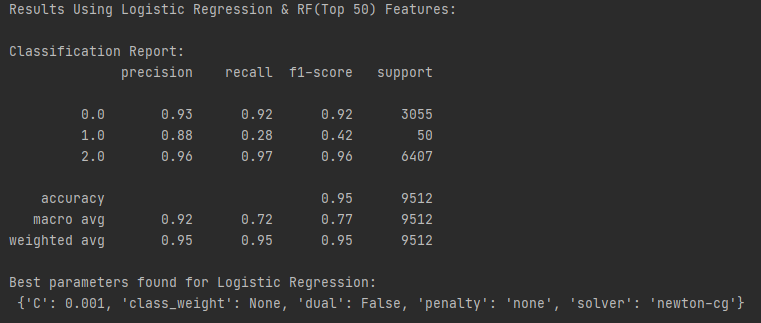 Results Using Logistic Regression & RF(Top 50) Features:
Classification Report:
precision recall f1-score support
0.0 0.93 0.92 0.92 3055
1.0 0.88 0.28 0.42 50
2.0 0.96 0.97 0.96 6407
accuracy 0.95 9512
macro avg 0.92 0.72 0.77 9512
weighted avg 0.95 0.95 0.95 9512
Best parameters found for Logistic Regression:
{'C': 0.001, 'class_weight': None, 'dual': False, 'penalty': 'none', 'solver': 'newton-cg'}